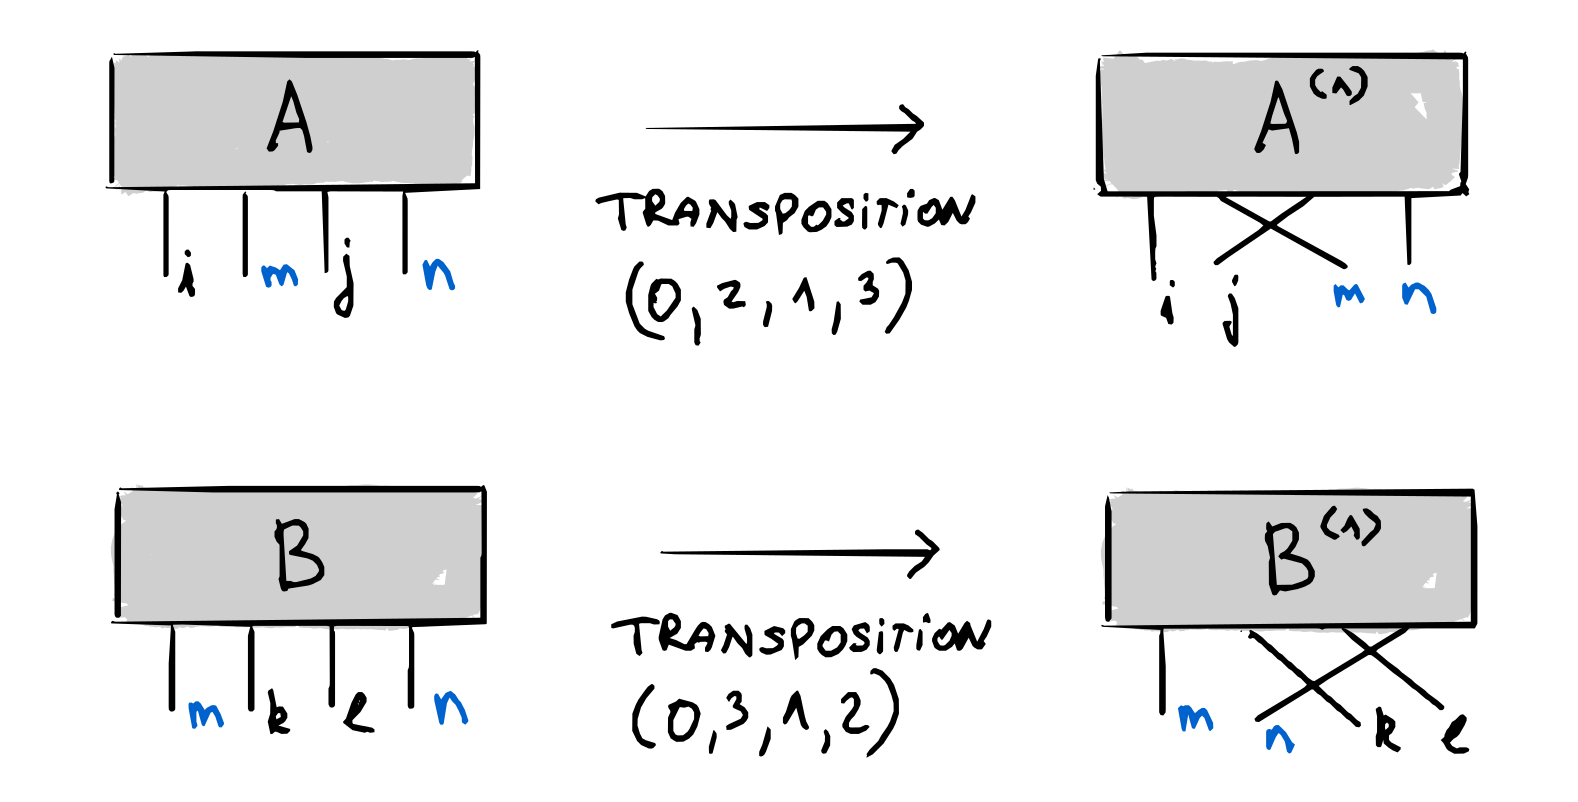 A
A(1)
TRANSPOSITION
(0, 2, 1, 3)
i m j n
i j m n
B
B(1)
TRANSPOSITION
(0, 3, 1, 2)
m k l n
m n k l